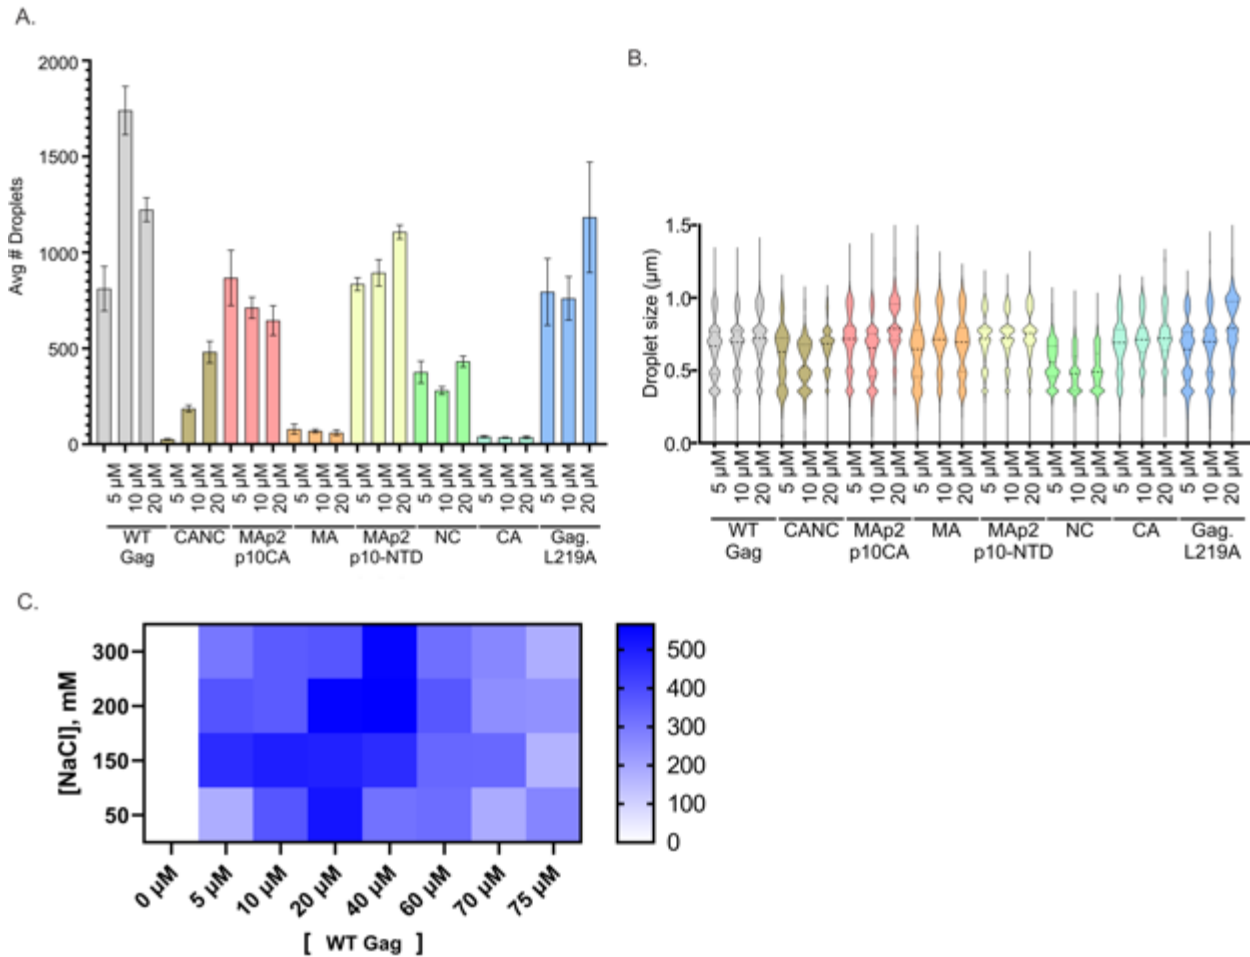 A.
2000
1500
1000
500
0
Avg # Droplets
5 µM 10 µM 20 µM 5 µM 10 µM 20 µM 5 µM 10 µM 20 µM 5 µM 10 µM 20 µM 5 µM 10 µM 20 µM 5 µM 10 µM 20 µM 5 µM 10 µM 20 µM 5 µM 10 µM 20 µM
WT CANC MAp2 MA MAp2 NC CA Gag.
Gag p10CA p10-NTD L219A
B.
1.5
1.0
0.5
0.0
Droplet size (µm)
5 µM 10 µM 20 µM 5 µM 10 µM 20 µM 5 µM 10 µM 20 µM 5 µM 10 µM 20 µM 5 µM 10 µM 20 µM 5 µM 10 µM 20 µM 5 µM 10 µM 20 µM 5 µM 10 µM 20 µM
WT CANC MAp2 MA MAp2 NC CA Gag.
Gag p10CA p10-NTD L219A
C.
300
200
150
50
[NaCl], mM
0 µM 5 µM 10 µM 20 µM 40 µM 60 µM 70 µM 75 µM
[ WT Gag ]
500
400
300
200
100
0